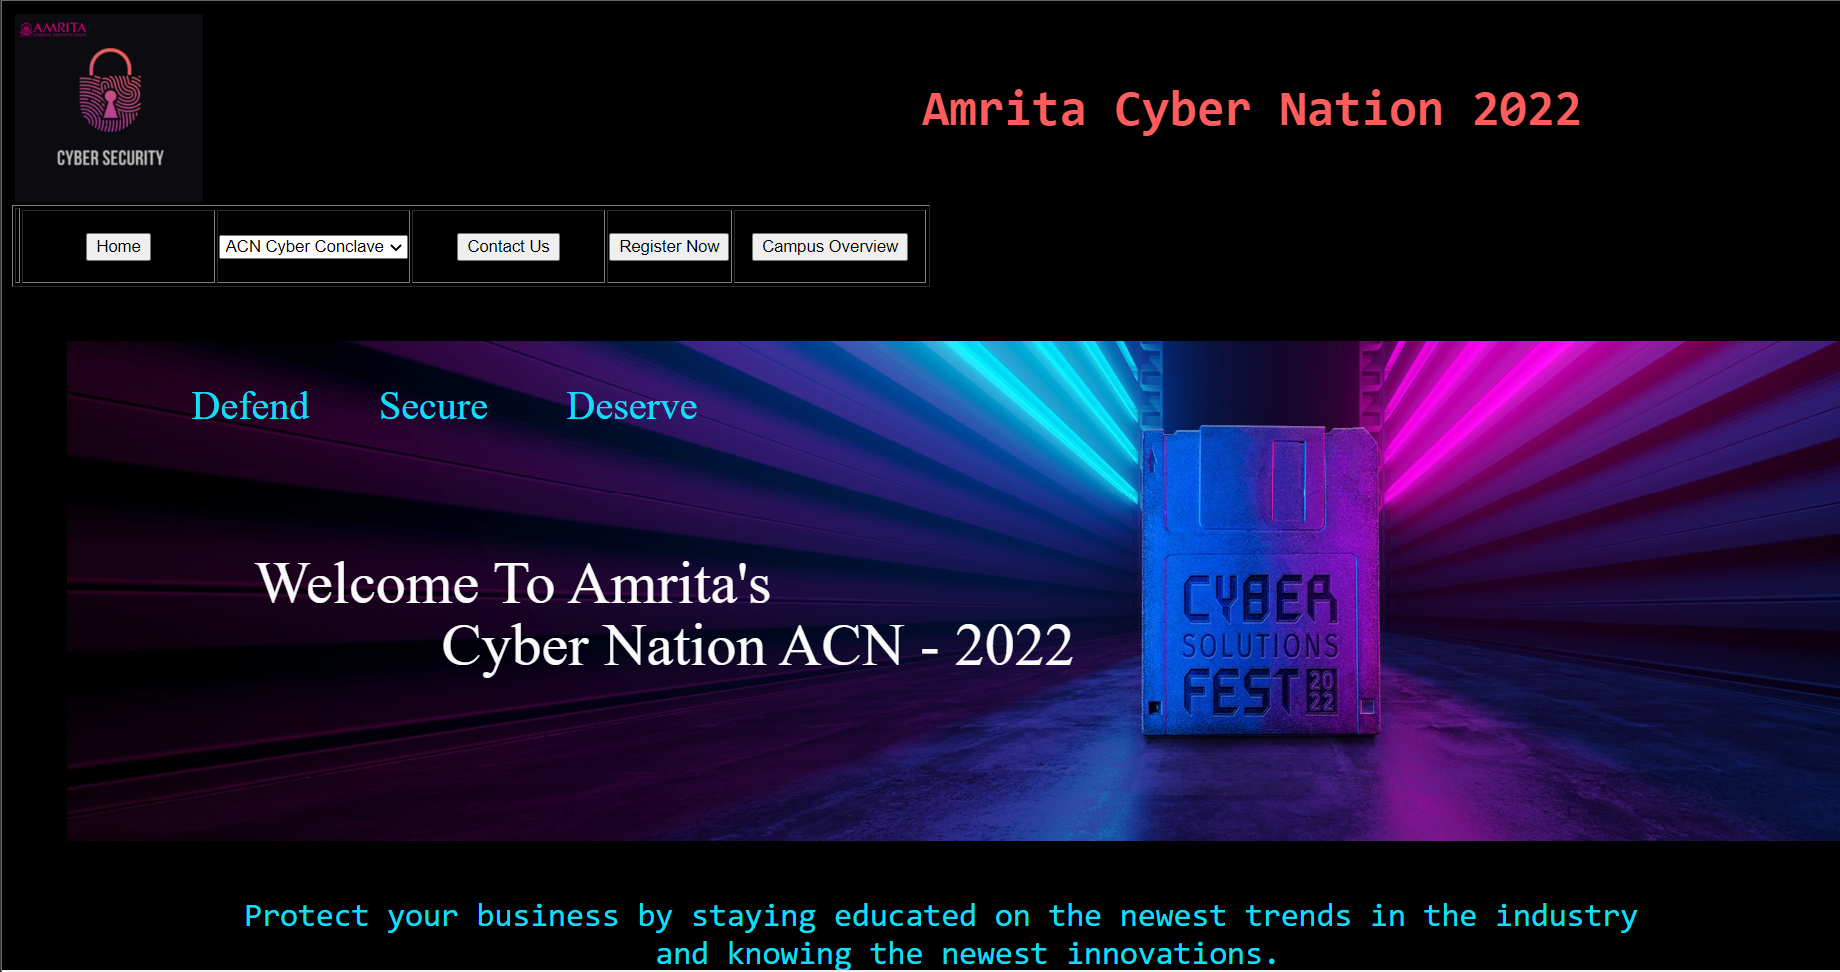 AMRITA
CYBER SECURITY
Amrita Cyber Nation 2022
Home
ACN Cyber Conclave
Contact Us
Register Now
Campus Overview
Defend Secure Deserve
Welcome To Amrita's
Cyber Nation ACN - 2022
CYBER
SOLUTIONS
FEST 2022
Protect your business by staying educated on the newest trends in the industry
and knowing the newest innovations.